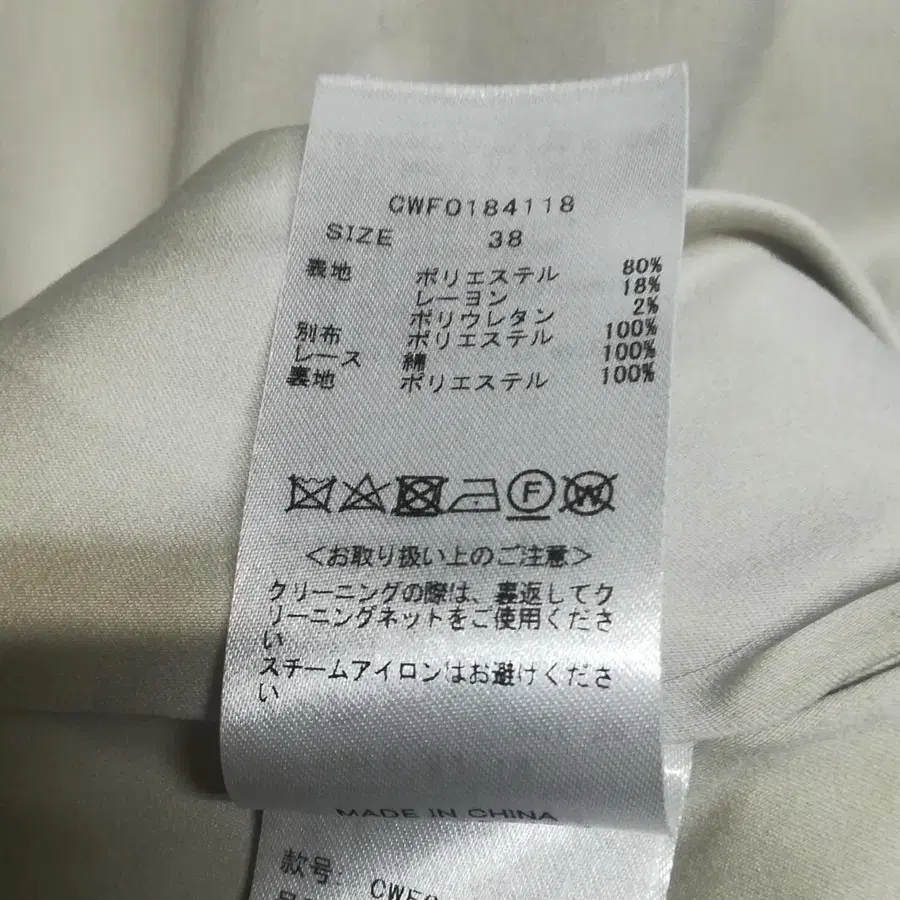 CWF0184118
SIZE 38
表地 ポリエステル 80%
レーヨン 18%
ポリウレタン 2%
別布 ポリエステル 100%
レース 綿 100%
裏地 ポリエステル 100%
F W
<お取り扱い上のご注意>
クリーニングの際は、裏返してク
リーニングネットをご使用くださ
い
スチームアイロンはお避けくださ
い
MADE IN CHINA
款号: CWF0